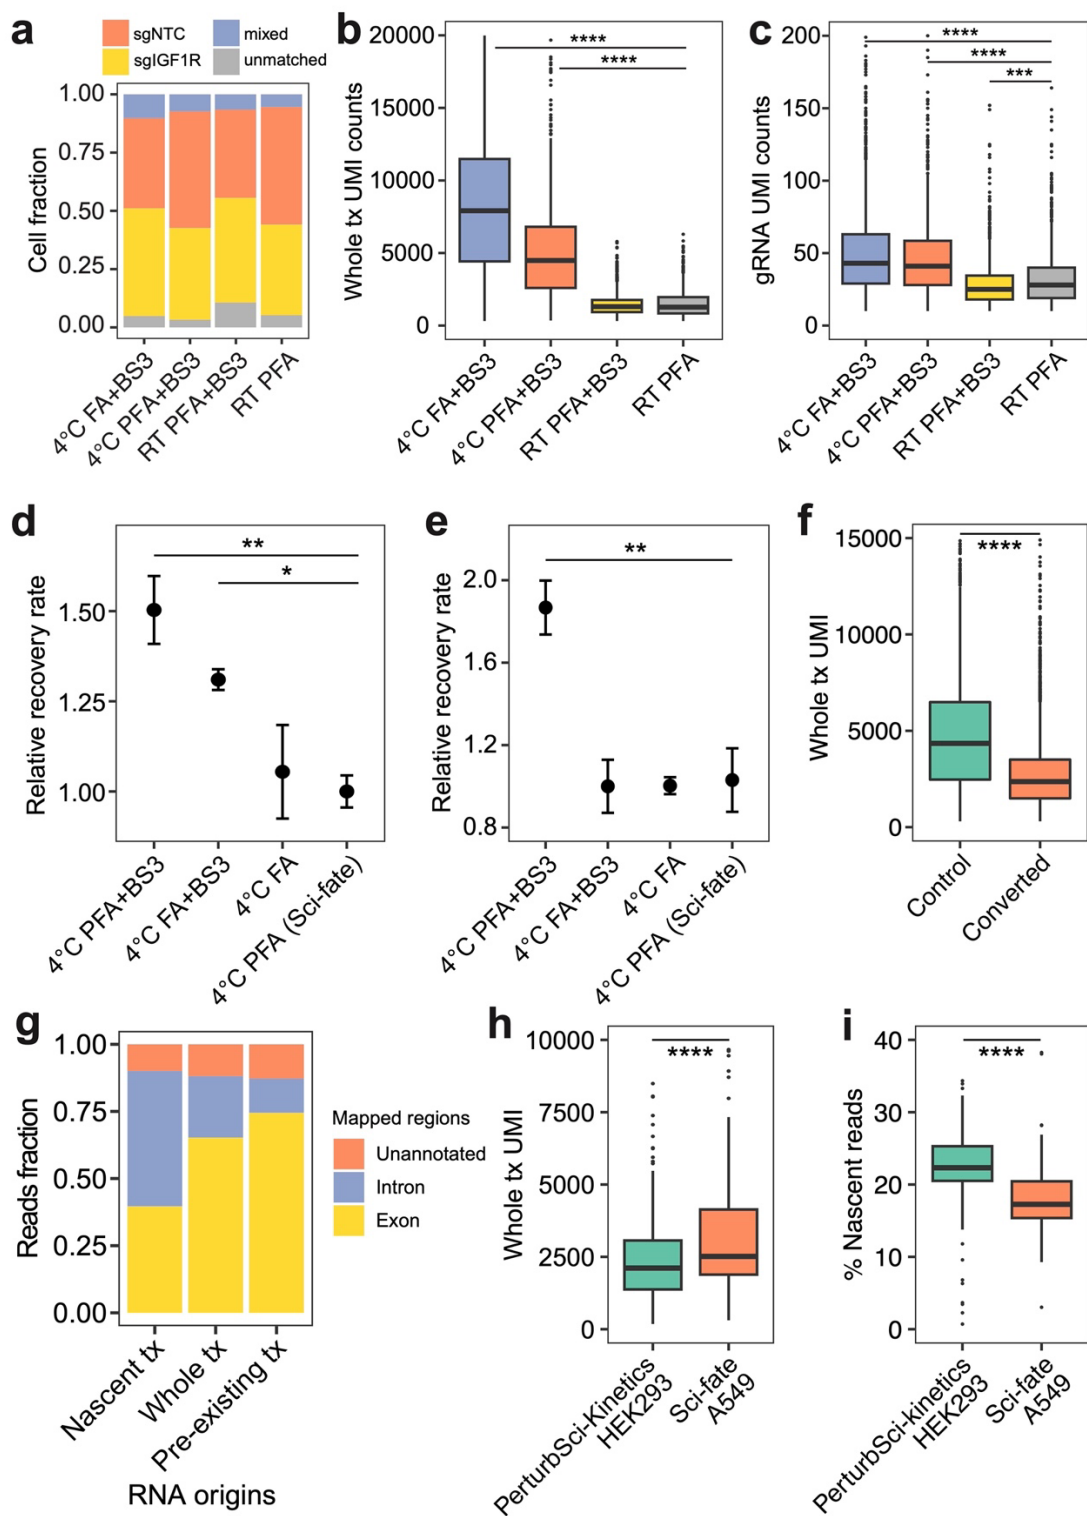 a
sgNTC
mixed
sgIGF1R
unmatched
Cell fraction
1.00
0.75
0.50
0.25
0.00
4°C FA+BS3
4°C PFA+BS3
RT PFA+BS3
RT PFA
b
Whole tx UMI counts
20000
15000
10000
5000
0
****
****
4°C FA+BS3
4°C PFA+BS3
RT PFA+BS3
RT PFA
c
gRNA UMI counts
200
150
100
50
0
****
****
***
4°C FA+BS3
4°C PFA+BS3
RT PFA+BS3
RT PFA
d
Relative recovery rate
1.50
1.25
1.00
**
*
4°C PFA+BS3
4°C FA+BS3
4°C FA
4°C PFA (Sci-fate)
e
Relative recovery rate
2.0
1.6
1.2
0.8
**
4°C PFA+BS3
4°C FA+BS3
4°C FA
4°C PFA (Sci-fate)
f
Whole tx UMI
15000
10000
5000
0
****
Control
Converted
g
Reads fraction
1.00
0.75
0.50
0.25
0.00
Nascent tx
Whole tx
Pre-existing tx
RNA origins
Mapped regions
Unannotated
Intron
Exon
h
Whole tx UMI
10000
7500
5000
2500
0
****
PerturbSci-Kinetics
HEK293
Sci-fate
A549
i
% Nascent reads
40
30
20
10
0
****
PerturbSci-kinetics
HEK293
Sci-fate
A549